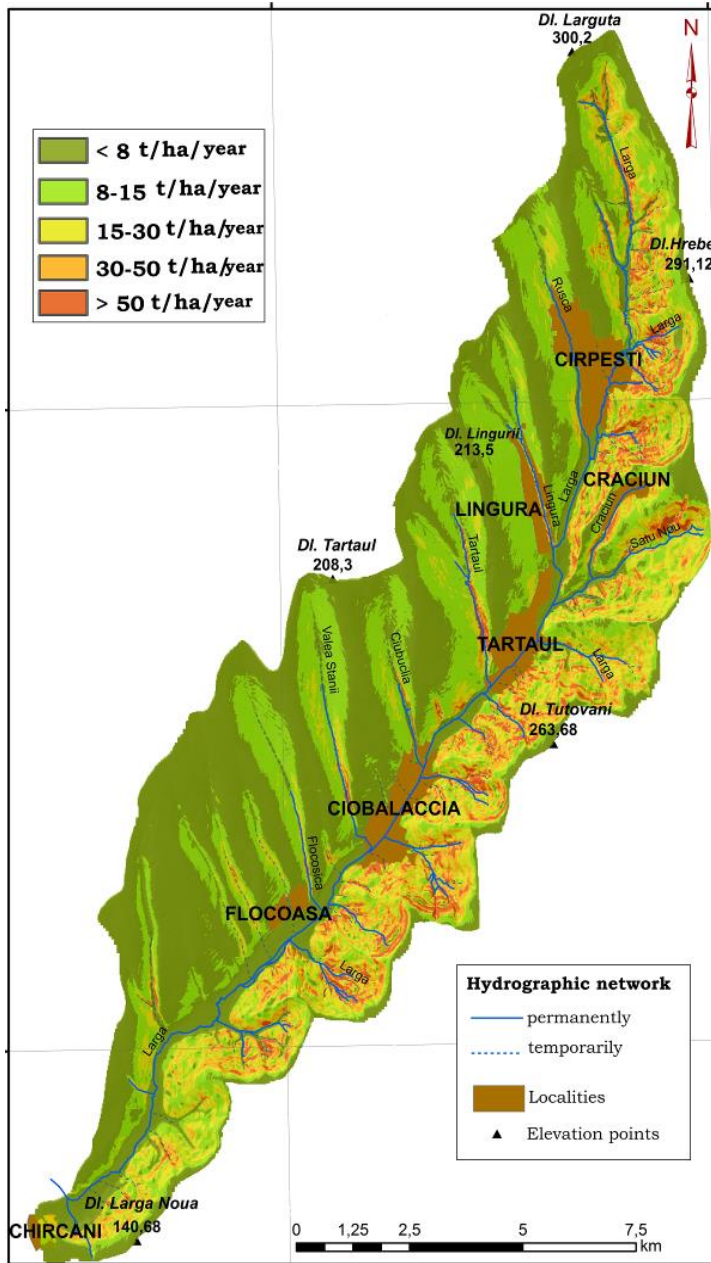 Dl. Larguta
300,2
N
< 8 t/ha/year
8-15 t/ha/year
15-30 t/ha/year
30-50 t/ha/year
> 50 t/ha/year
Larga
Dl.Hrebe
291,12
Rusca
Larga
CIRPESTI
Dl. Lingurii
213,5
Larga
CRACIUN
LINGURA
Lingura
Craciun
Satu Nou
Tartaul
Dl. Tartaul
208,3
Valea Stanii
Ciubuclia
TARTAUL
Larga
Dl. Tutovani
263,68
CIOBALACCIA
Flocosica
FLOCOASA
Larga
Larga
Hydrographic network
permanently
temporarily
Localities
Elevation points
Dl. Larga Noua
140,68
CHIRCANI
0 1,25 2,5 5 7,5
km